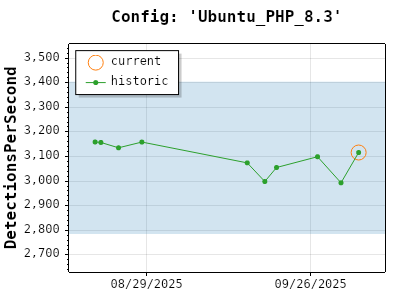 Config: 'Ubuntu_PHP_8.3'
current
historic
DetectionsPerSecond
3,500
3,400
3,300
3,200
3,100
3,000
2,900
2,800
2,700
08/29/2025
09/26/2025